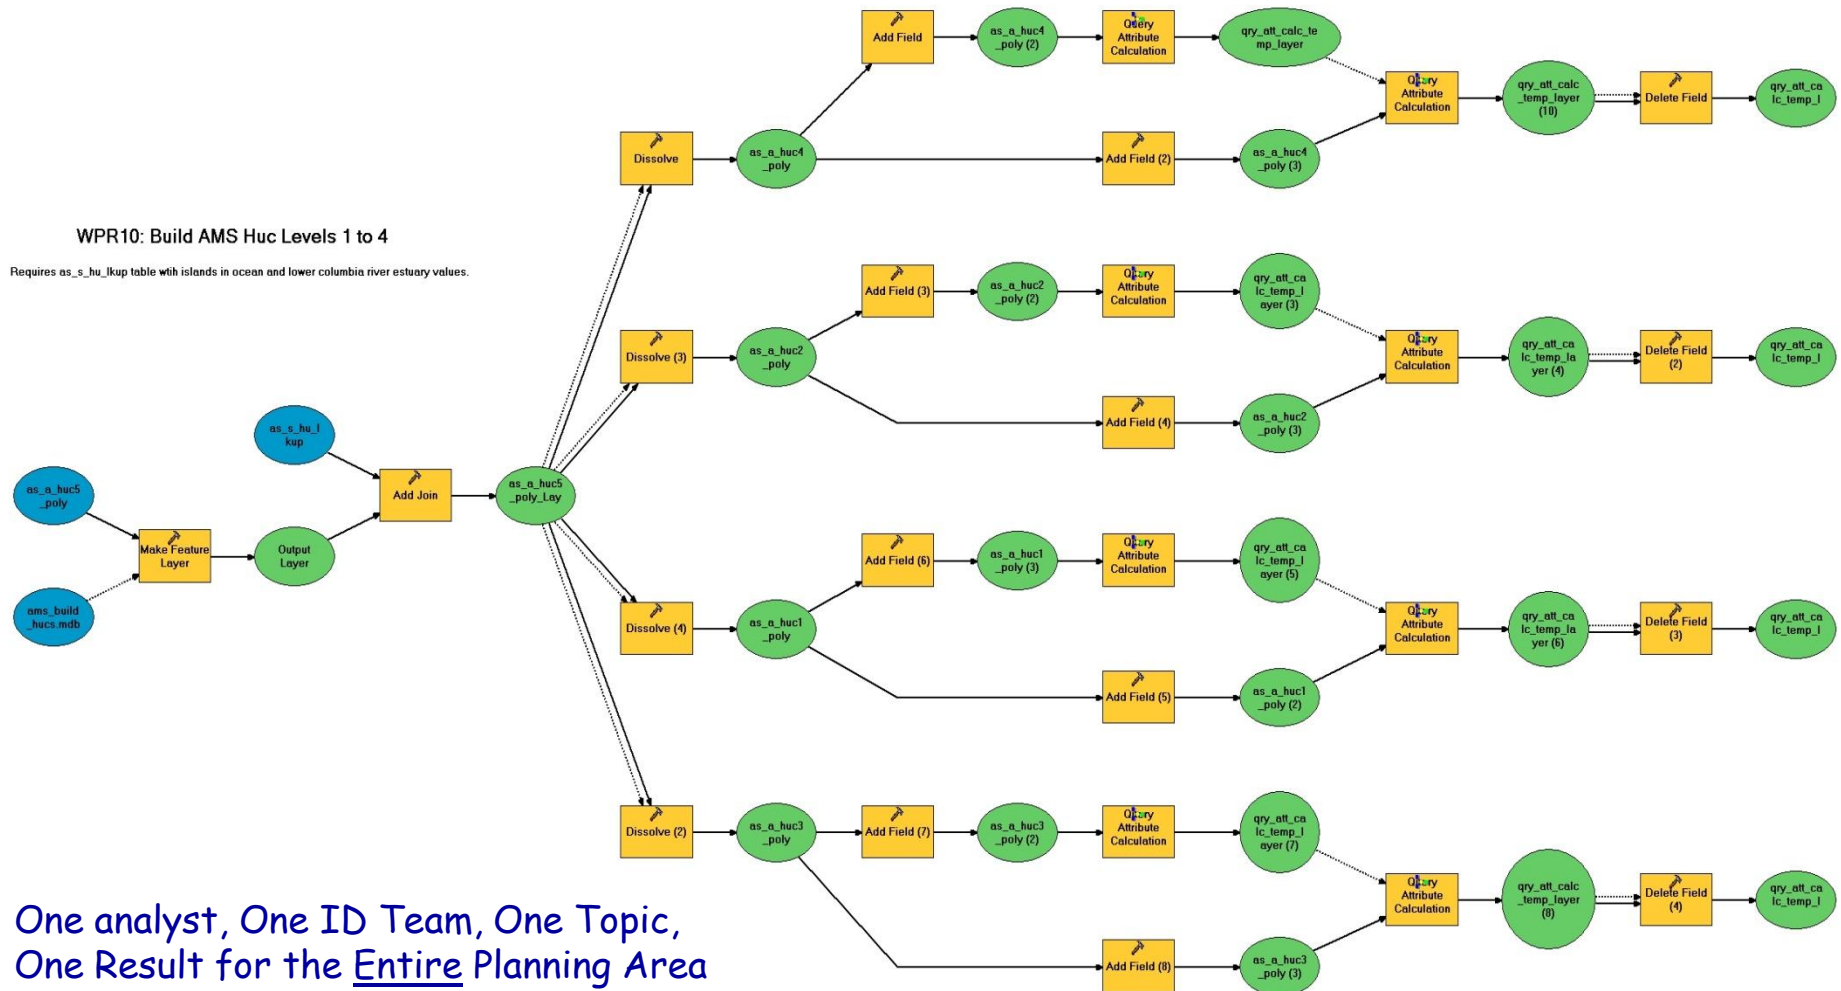 WPR10: Build AMS Huc Levels 1 to 4
Requires as_s_hu_lkup table wtih islands in ocean and lower columbia river estuary values.
as_a_huc5
_poly
ams_build
_hucs.mdb
Make Feature
Layer
as_s_hu_l
kup
Output
Layer
Add Join
as_a_huc5
_poly_Lay
Dissolve
as_a_huc4
_poly
Add Field
as_a_huc4
_poly (2)
Query
Attribute
Calculation
qry_att_calc_te
mp_layer
Add Field (2)
as_a_huc4
_poly (3)
Query
Attribute
Calculation
qry_att_calc
_temp_layer
(10)
Delete Field
qry_att_ca
lc_temp_l
Dissolve (3)
as_a_huc2
_poly
Add Field (3)
as_a_huc2
_poly (2)
Query
Attribute
Calculation
qry_att_ca
lc_temp_l
ayer (3)
Add Field (4)
as_a_huc2
_poly (3)
Query
Attribute
Calculation
qry_att_ca
lc_temp_la
yer (4)
Delete Field
(2)
qry_att_ca
lc_temp_l
Dissolve (4)
as_a_huc1
_poly
Add Field (6)
as_a_huc1
_poly (3)
Query
Attribute
Calculation
qry_att_ca
lc_temp_l
ayer (5)
Add Field (5)
as_a_huc1
_poly (2)
Query
Attribute
Calculation
qry_att_ca
lc_temp_la
yer (6)
Delete Field
(3)
qry_att_ca
lc_temp_l
Dissolve (2)
as_a_huc3
_poly
Add Field (7)
as_a_huc3
_poly (2)
Query
Attribute
Calculation
qry_att_ca
lc_temp_l
ayer (7)
Add Field (8)
as_a_huc3
_poly (3)
Query
Attribute
Calculation
qry_att_calc
_temp_layer
(8)
Delete Field
(4)
qry_att_ca
lc_temp_l
One analyst, One ID Team, One Topic,
One Result for the Entire Planning Area